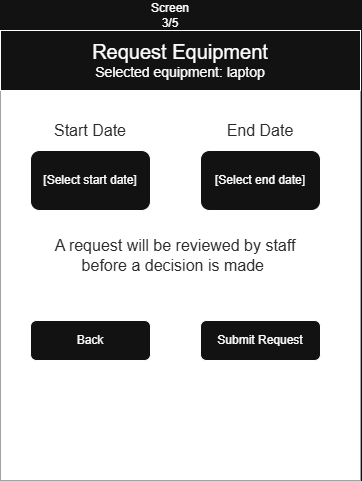 Screen
3/5
Request Equipment
Selected equipment: laptop
Start Date
End Date
[Select start date]
[Select end date]
A request will be reviewed by staff
before a decision is made
Back
Submit Request